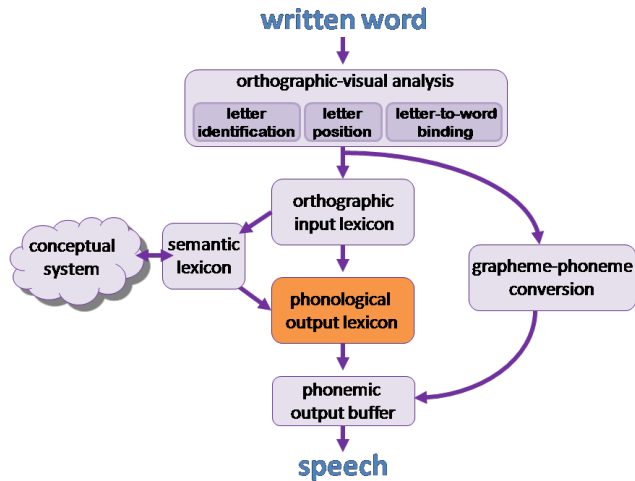 written word
orthographic-visual analysis
letter
identification
letter
position
letter-to-word
binding
orthographic
input lexicon
conceptual
system
semantic
lexicon
grapheme-phoneme
conversion
phonological
output lexicon
phonemic
output buffer
speech